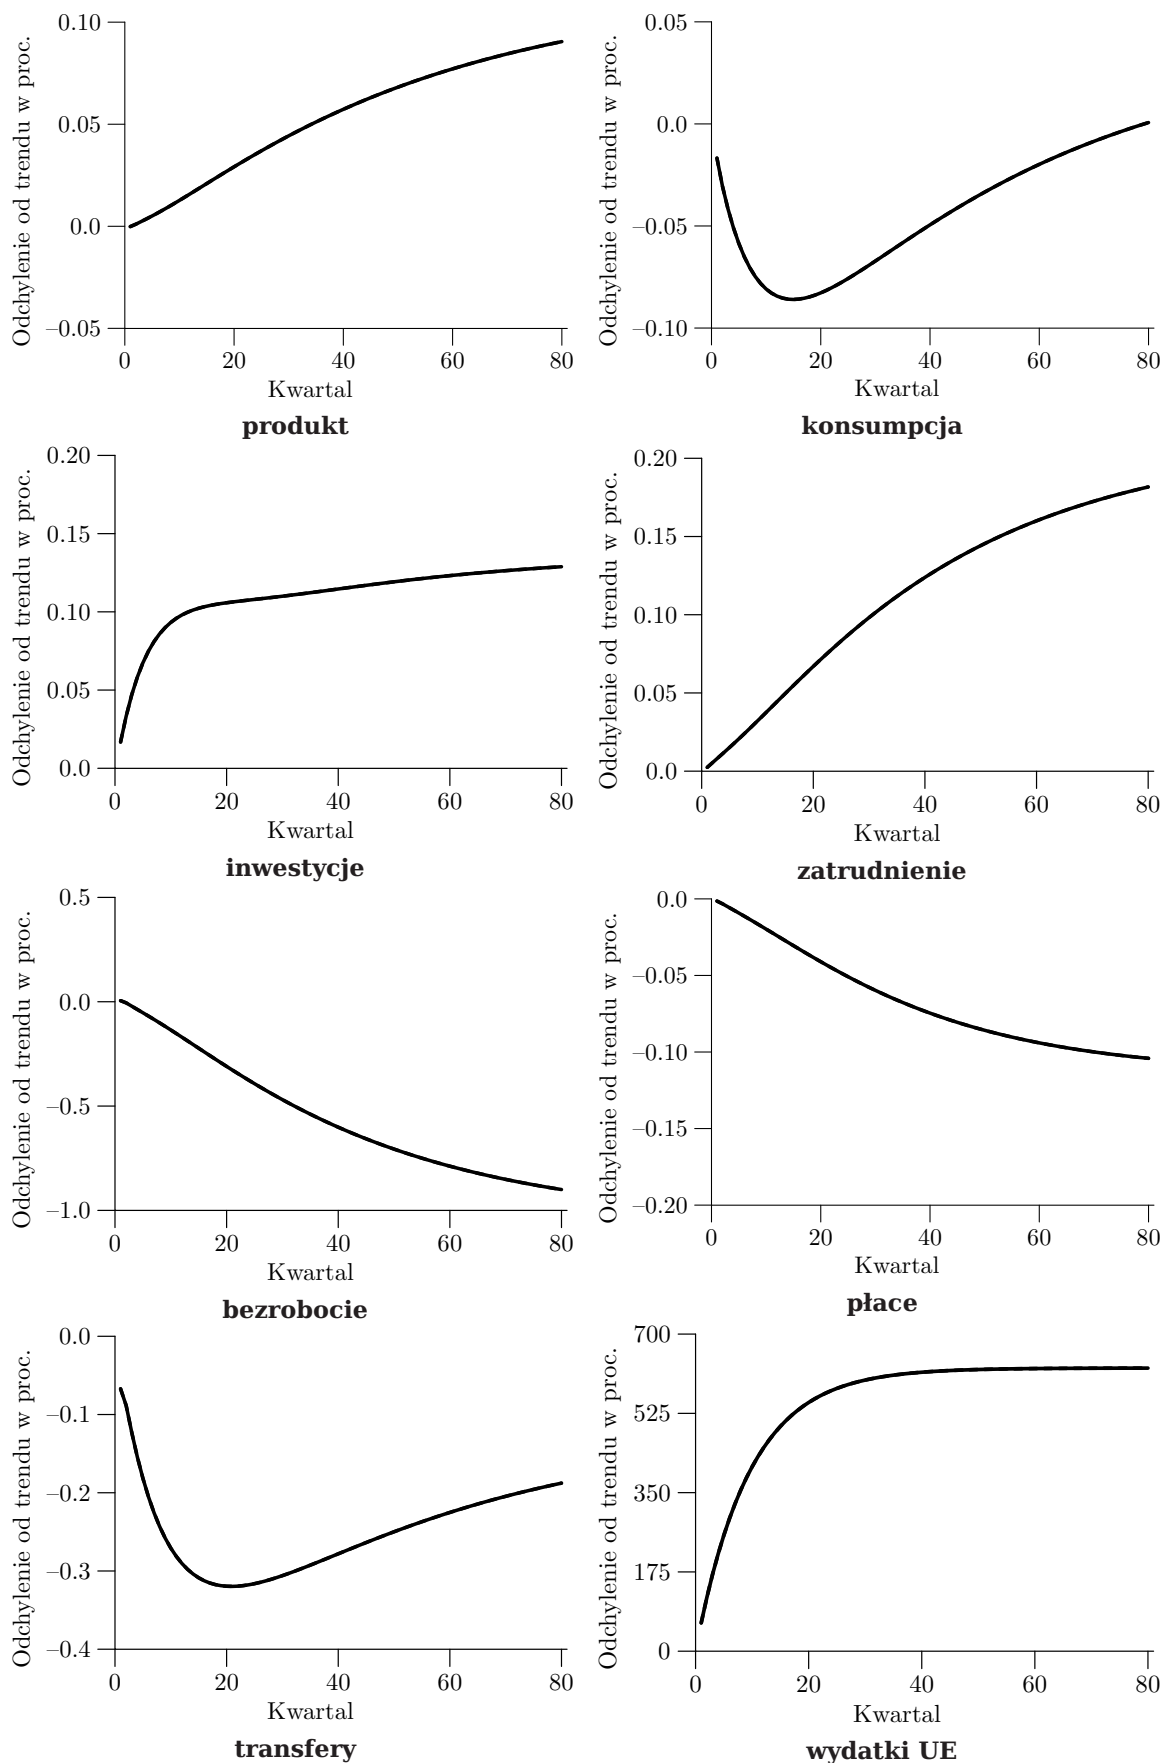 Odchylenie od trendu w proc.
0.10
0.05
0.0
–0.05
0 20 40 60 80
Kwartal
produkt
Odchylenie od trendu w proc.
0.05
0.0
–0.05
–0.10
0 20 40 60 80
Kwartal
konsumpcja
Odchylenie od trendu w proc.
0.20
0.15
0.10
0.05
0.0
0 20 40 60 80
Kwartal
inwestycje
Odchylenie od trendu w proc.
0.20
0.15
0.10
0.05
0.0
0 20 40 60 80
Kwartal
zatrudnienie
Odchylenie od trendu w proc.
0.5
0.0
–0.5
–1.0
0 20 40 60 80
Kwartal
bezrobocie
Odchylenie od trendu w proc.
0.0
–0.05
–0.10
–0.15
–0.20
0 20 40 60 80
Kwartal
płace
Odchylenie od trendu w proc.
0.0
–0.1
–0.2
–0.3
–0.4
0 20 40 60 80
Kwartal
transfery
Odchylenie od trendu w proc.
700
525
350
175
0
0 20 40 60 80
Kwartal
wydatki UE